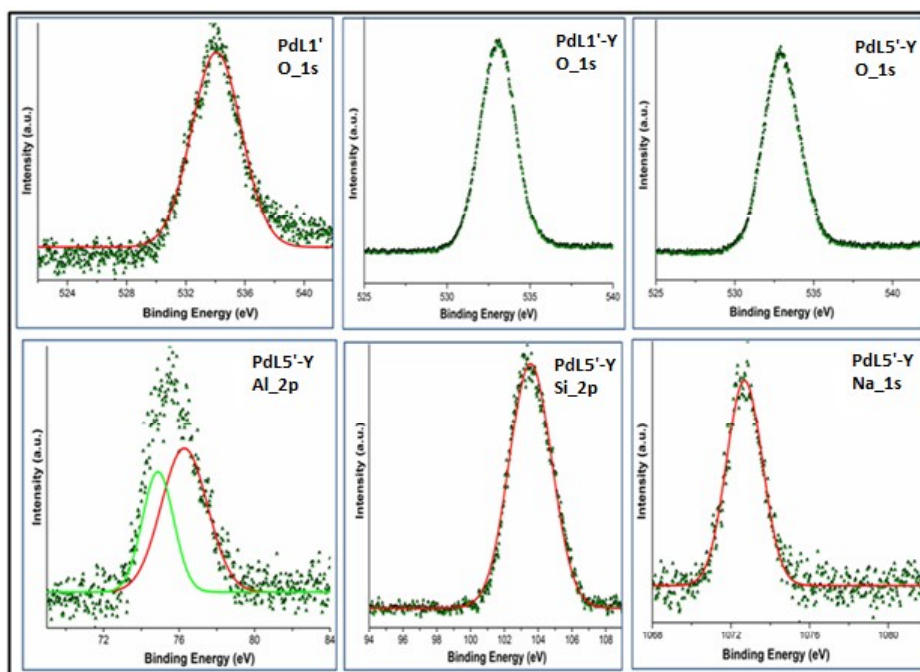 PdL1'
O_1s
Intensity (a.u.)
524 528 530 534 536 540 542
Binding Energy (eV)
PdL1'-Y
O_1s
Intensity (a.u.)
525 530 535 540
Binding Energy (eV)
PdL5'-Y
O_1s
Intensity (a.u.)
525 530 535 540
Binding Energy (eV)
PdL5'-Y
Al_2p
Intensity (a.u.)
72 76 80 84
Binding Energy (eV)
PdL5'-Y
Si_2p
Intensity (a.u.)
94 96 98 100 102 104 106 108
Binding Energy (eV)
PdL5'-Y
Na_1s
Intensity (a.u.)
1068 1072 1076 1080
Binding Energy (eV)